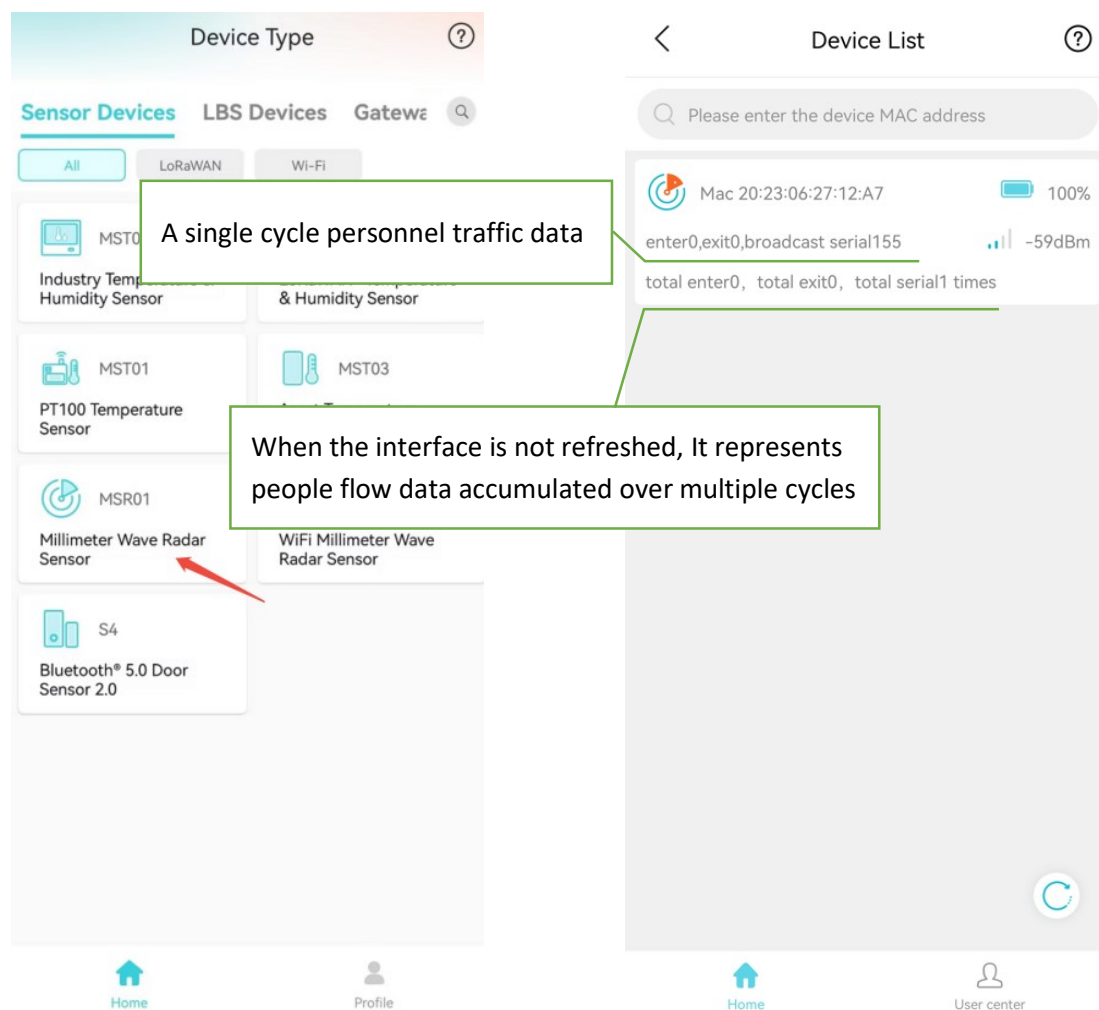 Device Type
?
Sensor Devices LBS Devices Gatewa
All LoRaWAN Wi-Fi
MST0
Industry Temp
Humidity Sensor
& Humidity Sensor
MST01
PT100 Temperature
Sensor
MST03
MSR01
Millimeter Wave Radar
Sensor
WiFi Millimeter Wave
Radar Sensor
S4
Bluetooth® 5.0 Door
Sensor 2.0
Home Profile
A single cycle personnel traffic data
When the interface is not refreshed, It represents
people flow data accumulated over multiple cycles
Device List
?
Please enter the device MAC address
Mac 20:23:06:27:12:A7 100%
enter0,exit0,broadcast serial155 -59dBm
total enter0，total exit0，total serial1 times
Home User center